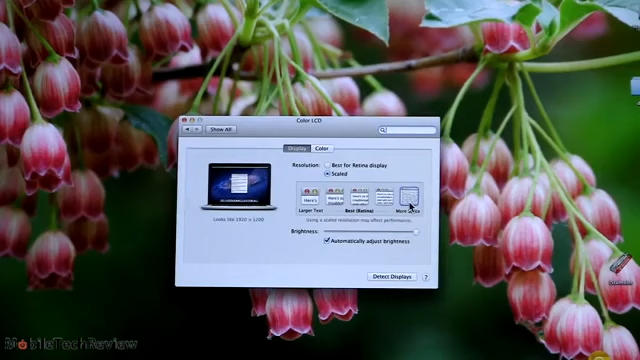 Color LCD
Show All
Display Color
Resolution: Best for Retina display
Scaled
Here's
Larger Text Best (Retina) More Space
Looks like 1920 x 1200
Using a scaled resolution may affect performance.
Brightness:
Automatically adjust brightness
Detect Displays ?
MobileTechReview